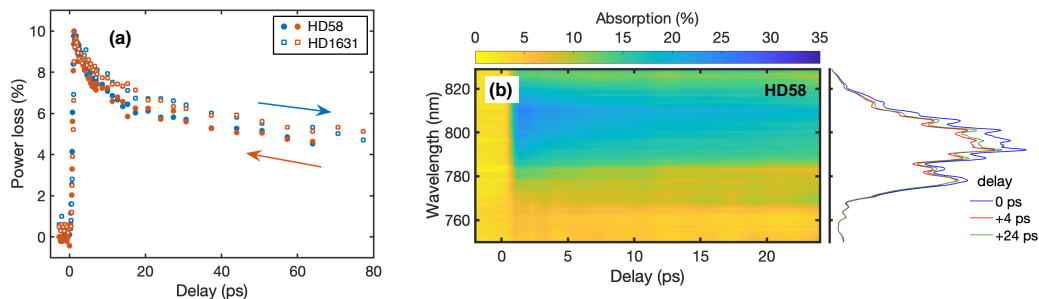 (a)
HD58
HD1631
Power loss (%)
10
8
6
4
2
0
0
20
40
60
80
Delay (ps)
Absorption (%)
0
5
10
15
20
25
30
35
(b)
HD58
Wavelength (nm)
820
800
780
760
0
5
10
15
20
Delay (ps)
delay
0 ps
+4 ps
+24 ps